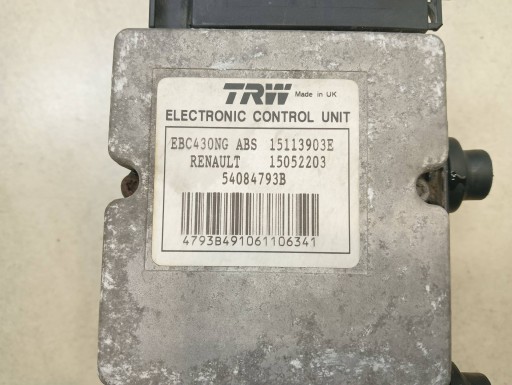 TRW Made in UK
ELECTRONIC CONTROL UNIT
EBC430NG ABS 15113903E
RENAULT 15052203
54084793B
4793B491061106341